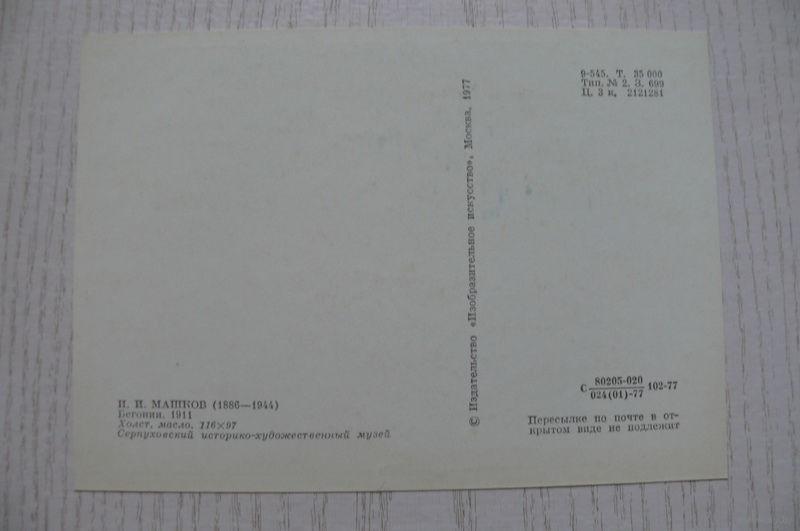 9-545. Т. 35 000
Тип. № 2. З. 699
Ц. 3 к. 2121281
© Издательство «Изобразительное искусство», Москва, 1977
И. И. МАШКОВ (1886—1944)
Бегонии. 1911
Холст, масло. 116×97
Серпуховский историко-художественный музей
С 80205-020 102-77
024(01)-77
Пересылке по почте в от-
крытом виде не подлежит